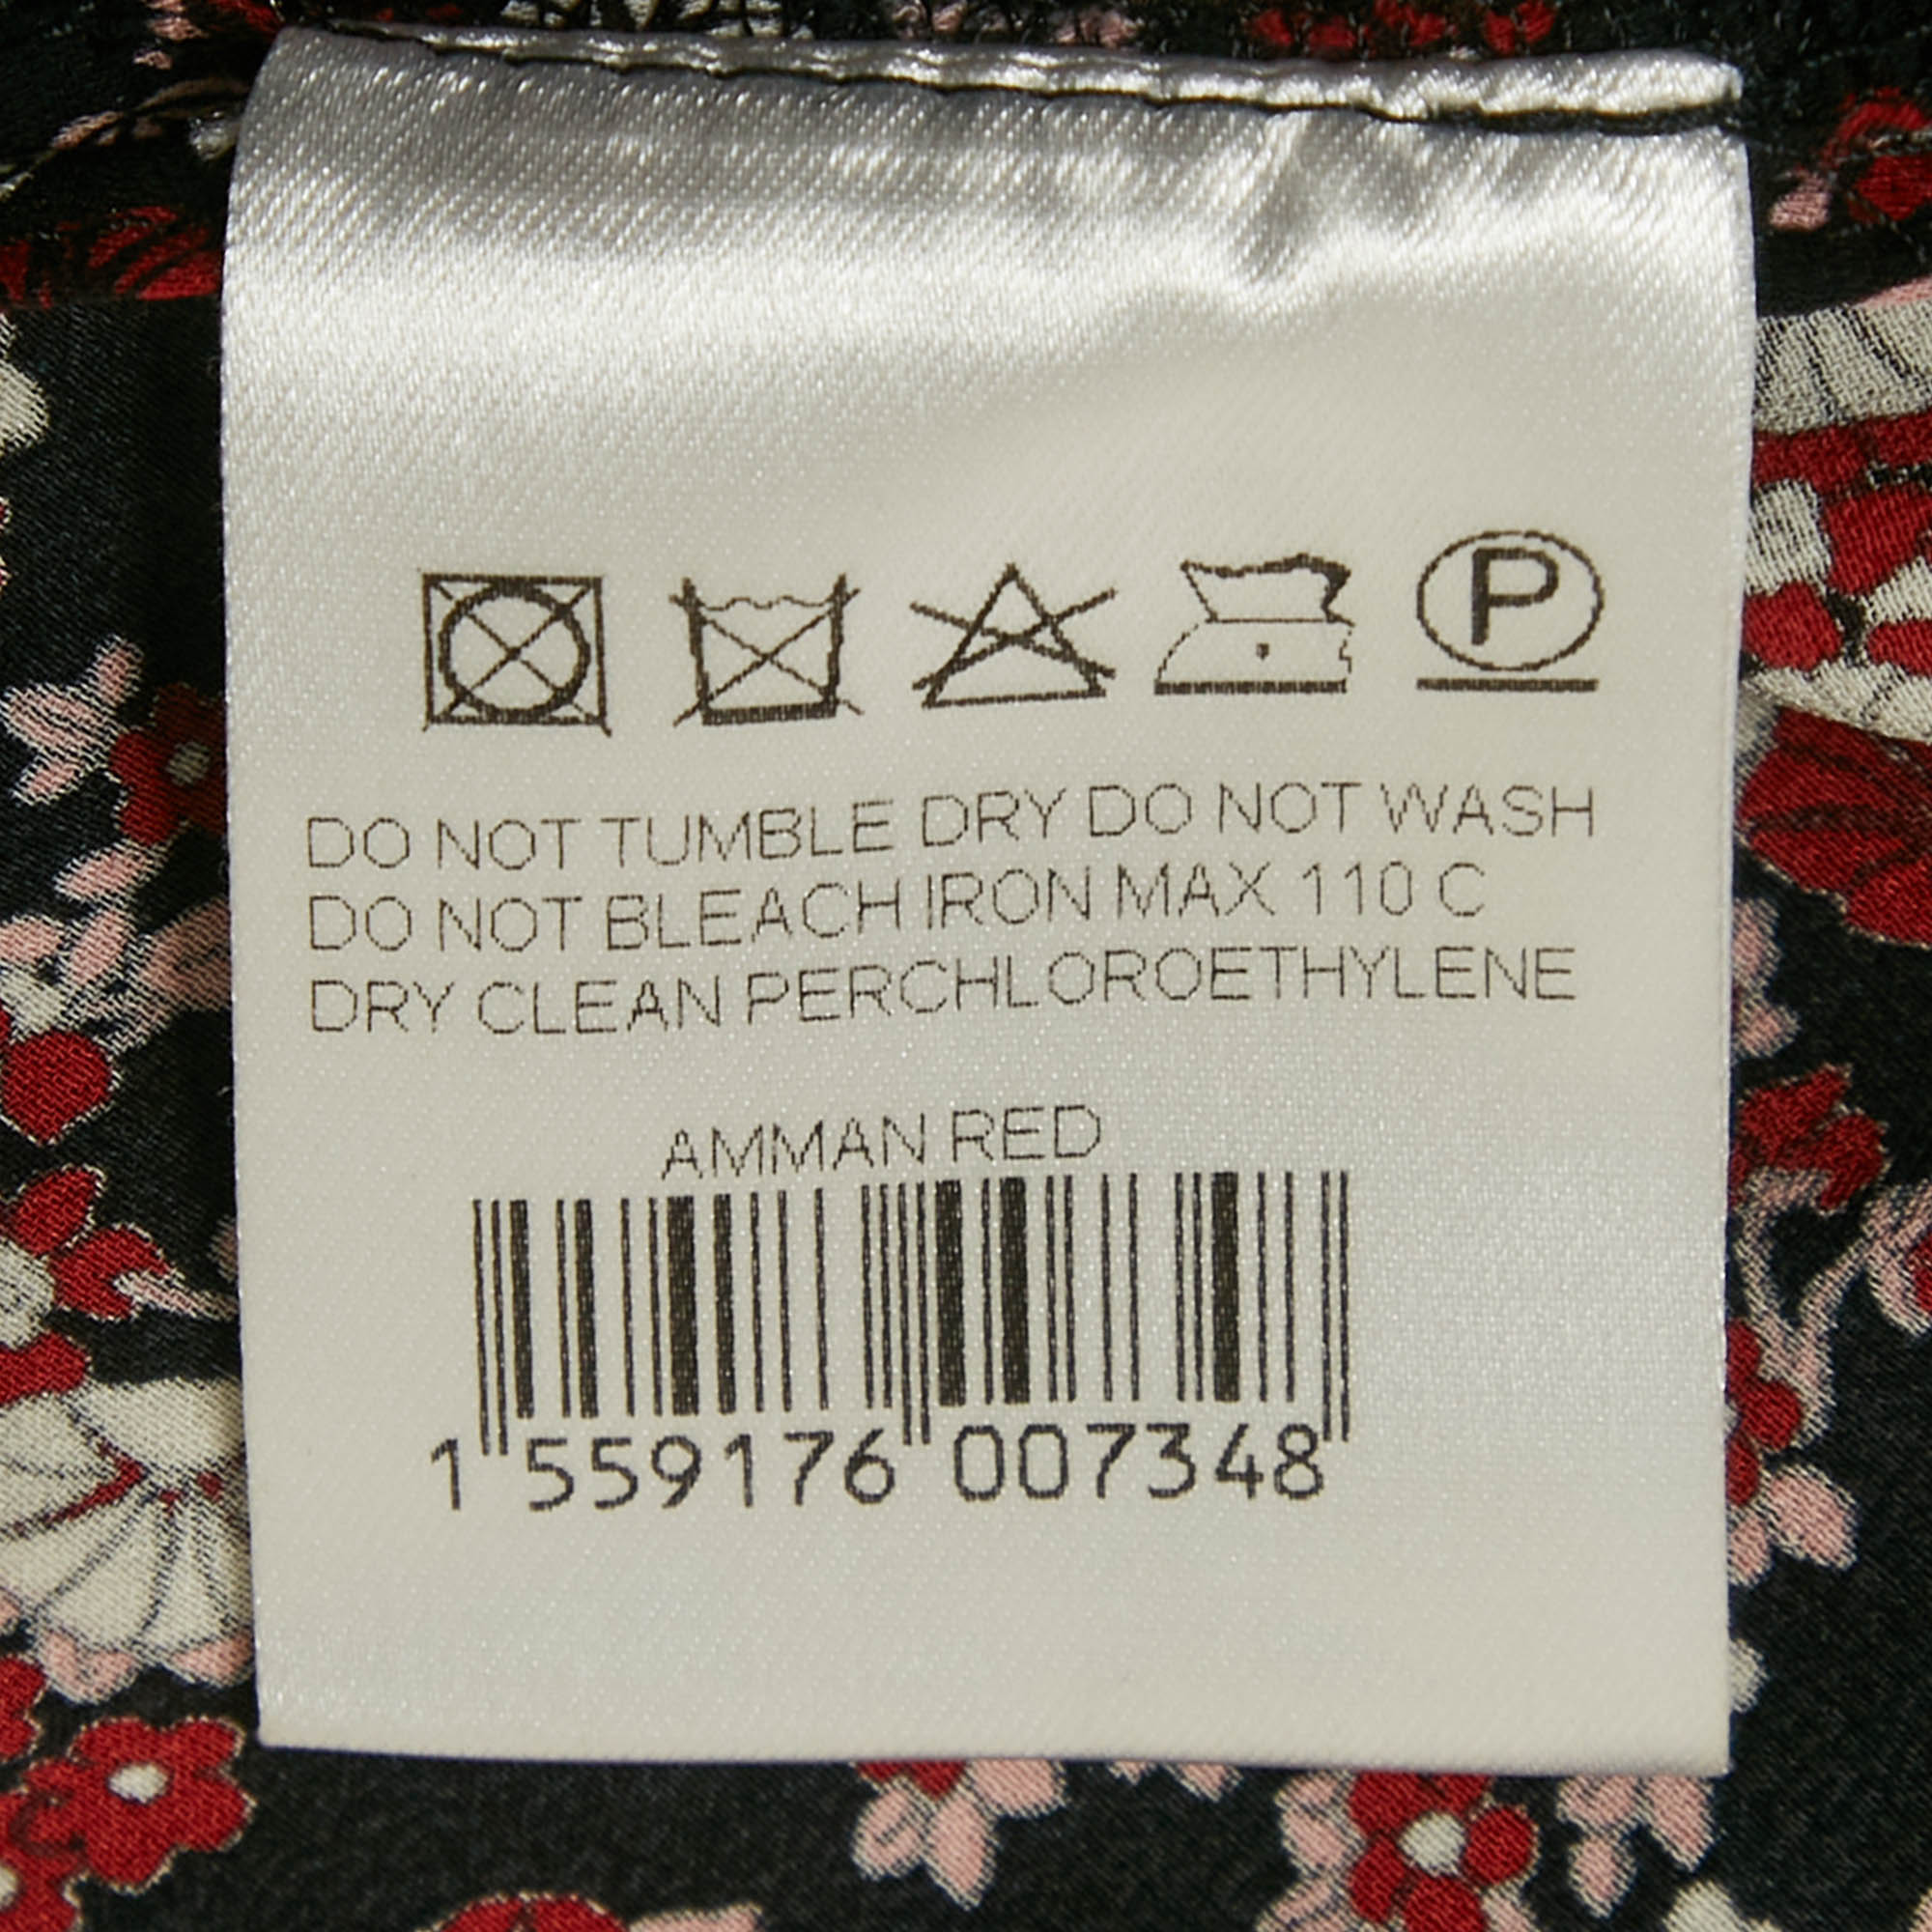 P
DO NOT TUMBLE DRY DO NOT WASH
DO NOT BLEACH IRON MAX 110 C
DRY CLEAN PERCHLOROETHYLENE
AMMAN RED
1 559176 007348